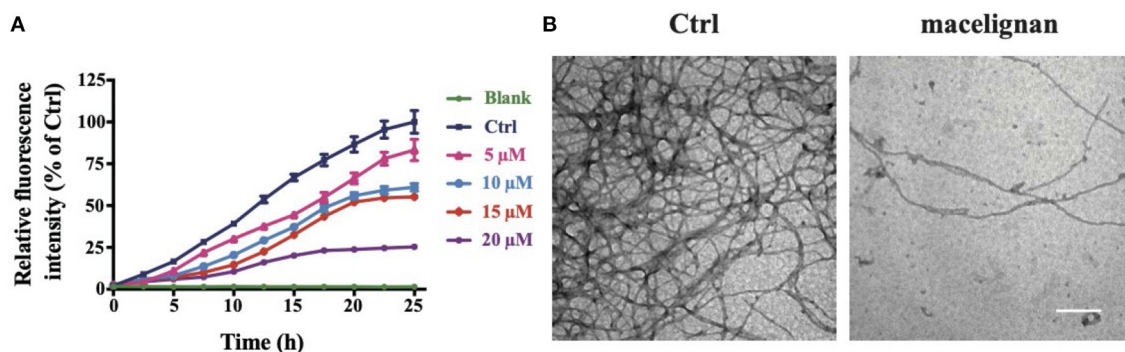 A
Relative fluorescence
intensity (% of Ctrl)
125
100
75
50
25
0
0
5
10
15
20
25
Time (h)
Blank
Ctrl
5 μM
10 μM
15 μM
20 μM
B
Ctrl
macelignan